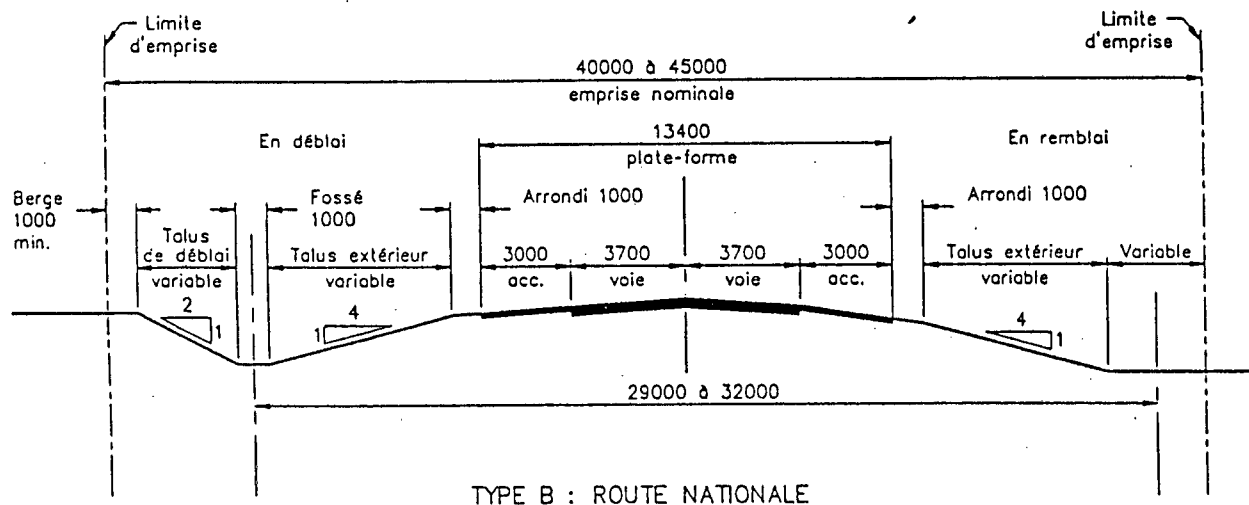 Limite
d'emprise
Limite
d'emprise
40000 à 45000
emprise nominale
En déblai
13400
plate-forme
En remblai
Berge
1000
min.
Fossé
1000
Arrondi 1000
Arrondi 1000
Talus
de déblai
variable
Talus extérieur
variable
3000
acc.
3700
voie
3700
voie
3000
acc.
Talus extérieur
variable
Variable
2
1
4
1
4
1
29000 à 32000
TYPE B : ROUTE NATIONALE